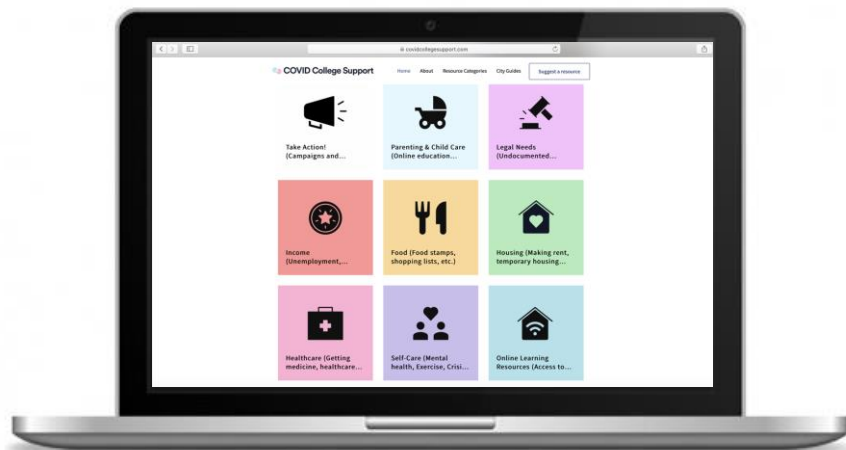 covidcollegesupport.com
COVID College Support
Home About Resource Categories City Guides Suggest a resource
Take Action!
(Campaigns and...
Parenting & Child Care
(Online education...
Legal Needs
(Undocumented...
Income
(Unemployment,...
Food (Food stamps,
shopping lists, etc.)
Housing (Making rent,
temporary housing...
Healthcare (Getting
medicine, healthcare...
Self-Care (Mental
health, Exercise, Crisi...
Online Learning
Resources (Access to...